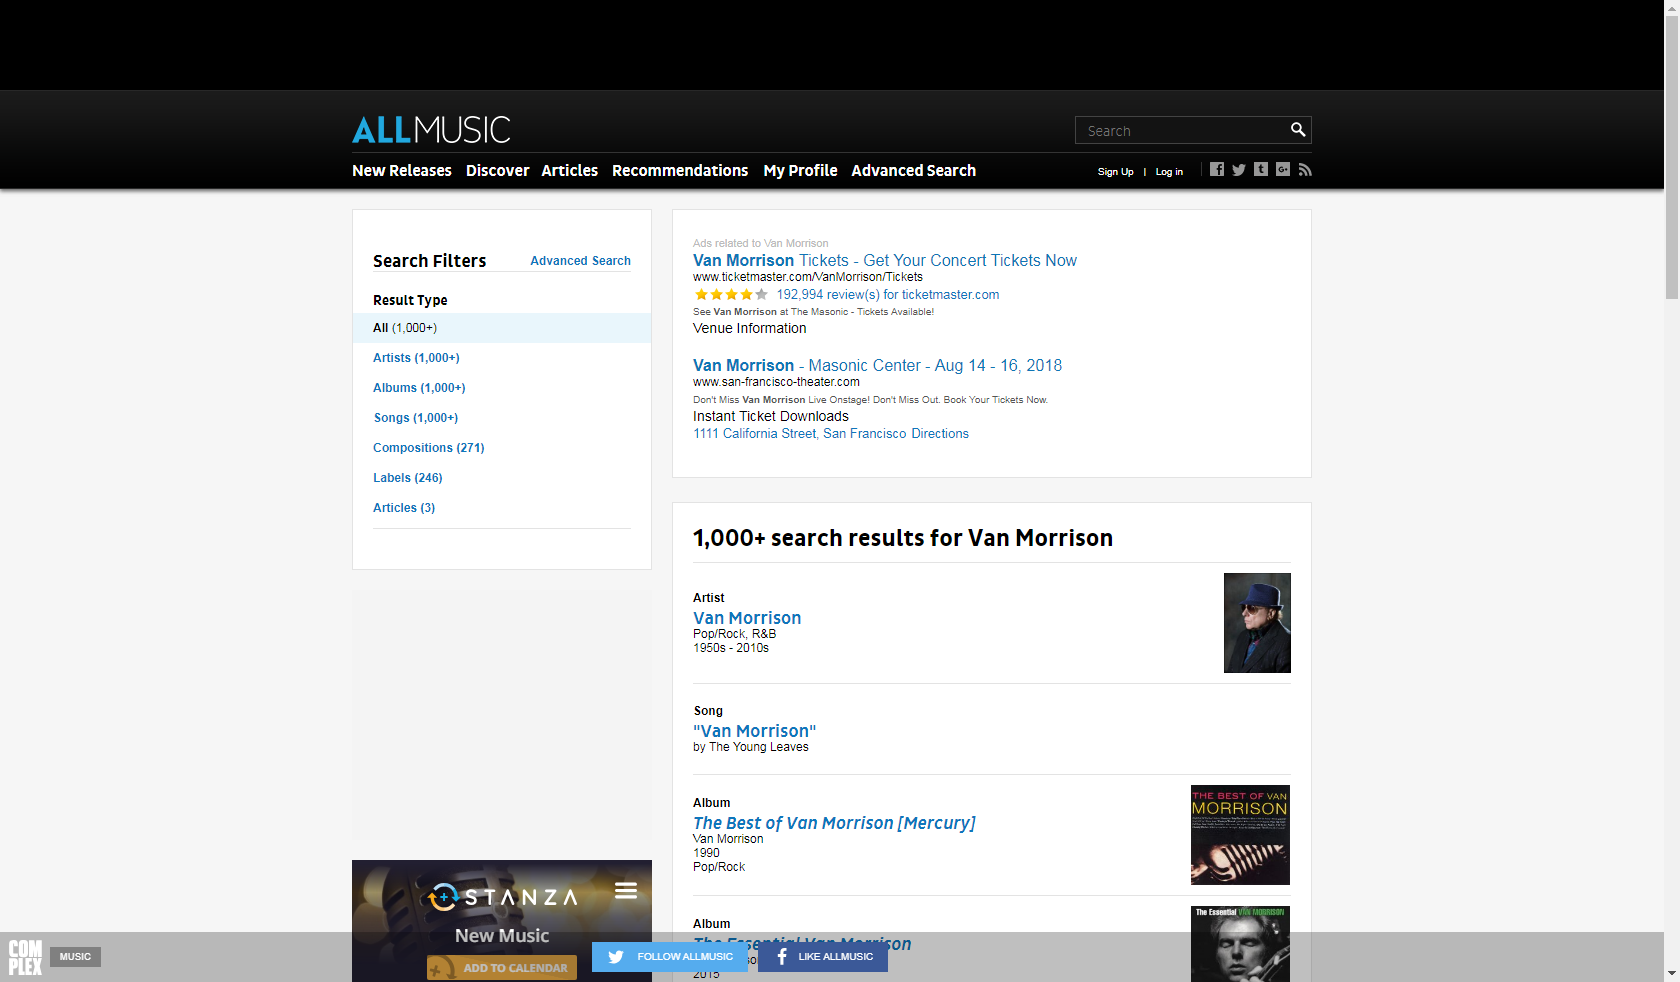 ALLMUSIC
Search
New Releases Discover Articles Recommendations My Profile Advanced Search
Sign Up | Log in
Search Filters
Advanced Search
Result Type
All (1,000+)
Artists (1,000+)
Albums (1,000+)
Songs (1,000+)
Compositions (271)
Labels (246)
Articles (3)
STANZA
New Music
ADD TO CALENDAR
Ads related to Van Morrison
Van Morrison Tickets - Get Your Concert Tickets Now
www.ticketmaster.com/VanMorrison/Tickets
192,994 review(s) for ticketmaster.com
See Van Morrison at The Masonic - Tickets Available!
Venue Information
Van Morrison - Masonic Center - Aug 14 - 16, 2018
www.san-francisco-theater.com
Don't Miss Van Morrison Live Onstage! Don't Miss Out. Book Your Tickets Now.
Instant Ticket Downloads
1111 California Street, San Francisco Directions
1,000+ search results for Van Morrison
Artist
Van Morrison
Pop/Rock, R&B
1950s - 2010s
Song
"Van Morrison"
by The Young Leaves
Album
The Best of Van Morrison [Mercury]
Van Morrison
1990
Pop/Rock
THE BEST OF VAN
MORRISON
Album
The Essential Van Morrison
2015
The Essential VAN MORRISON
COM
PLEX
MUSIC
FOLLOW ALLMUSIC
LIKE ALLMUSIC